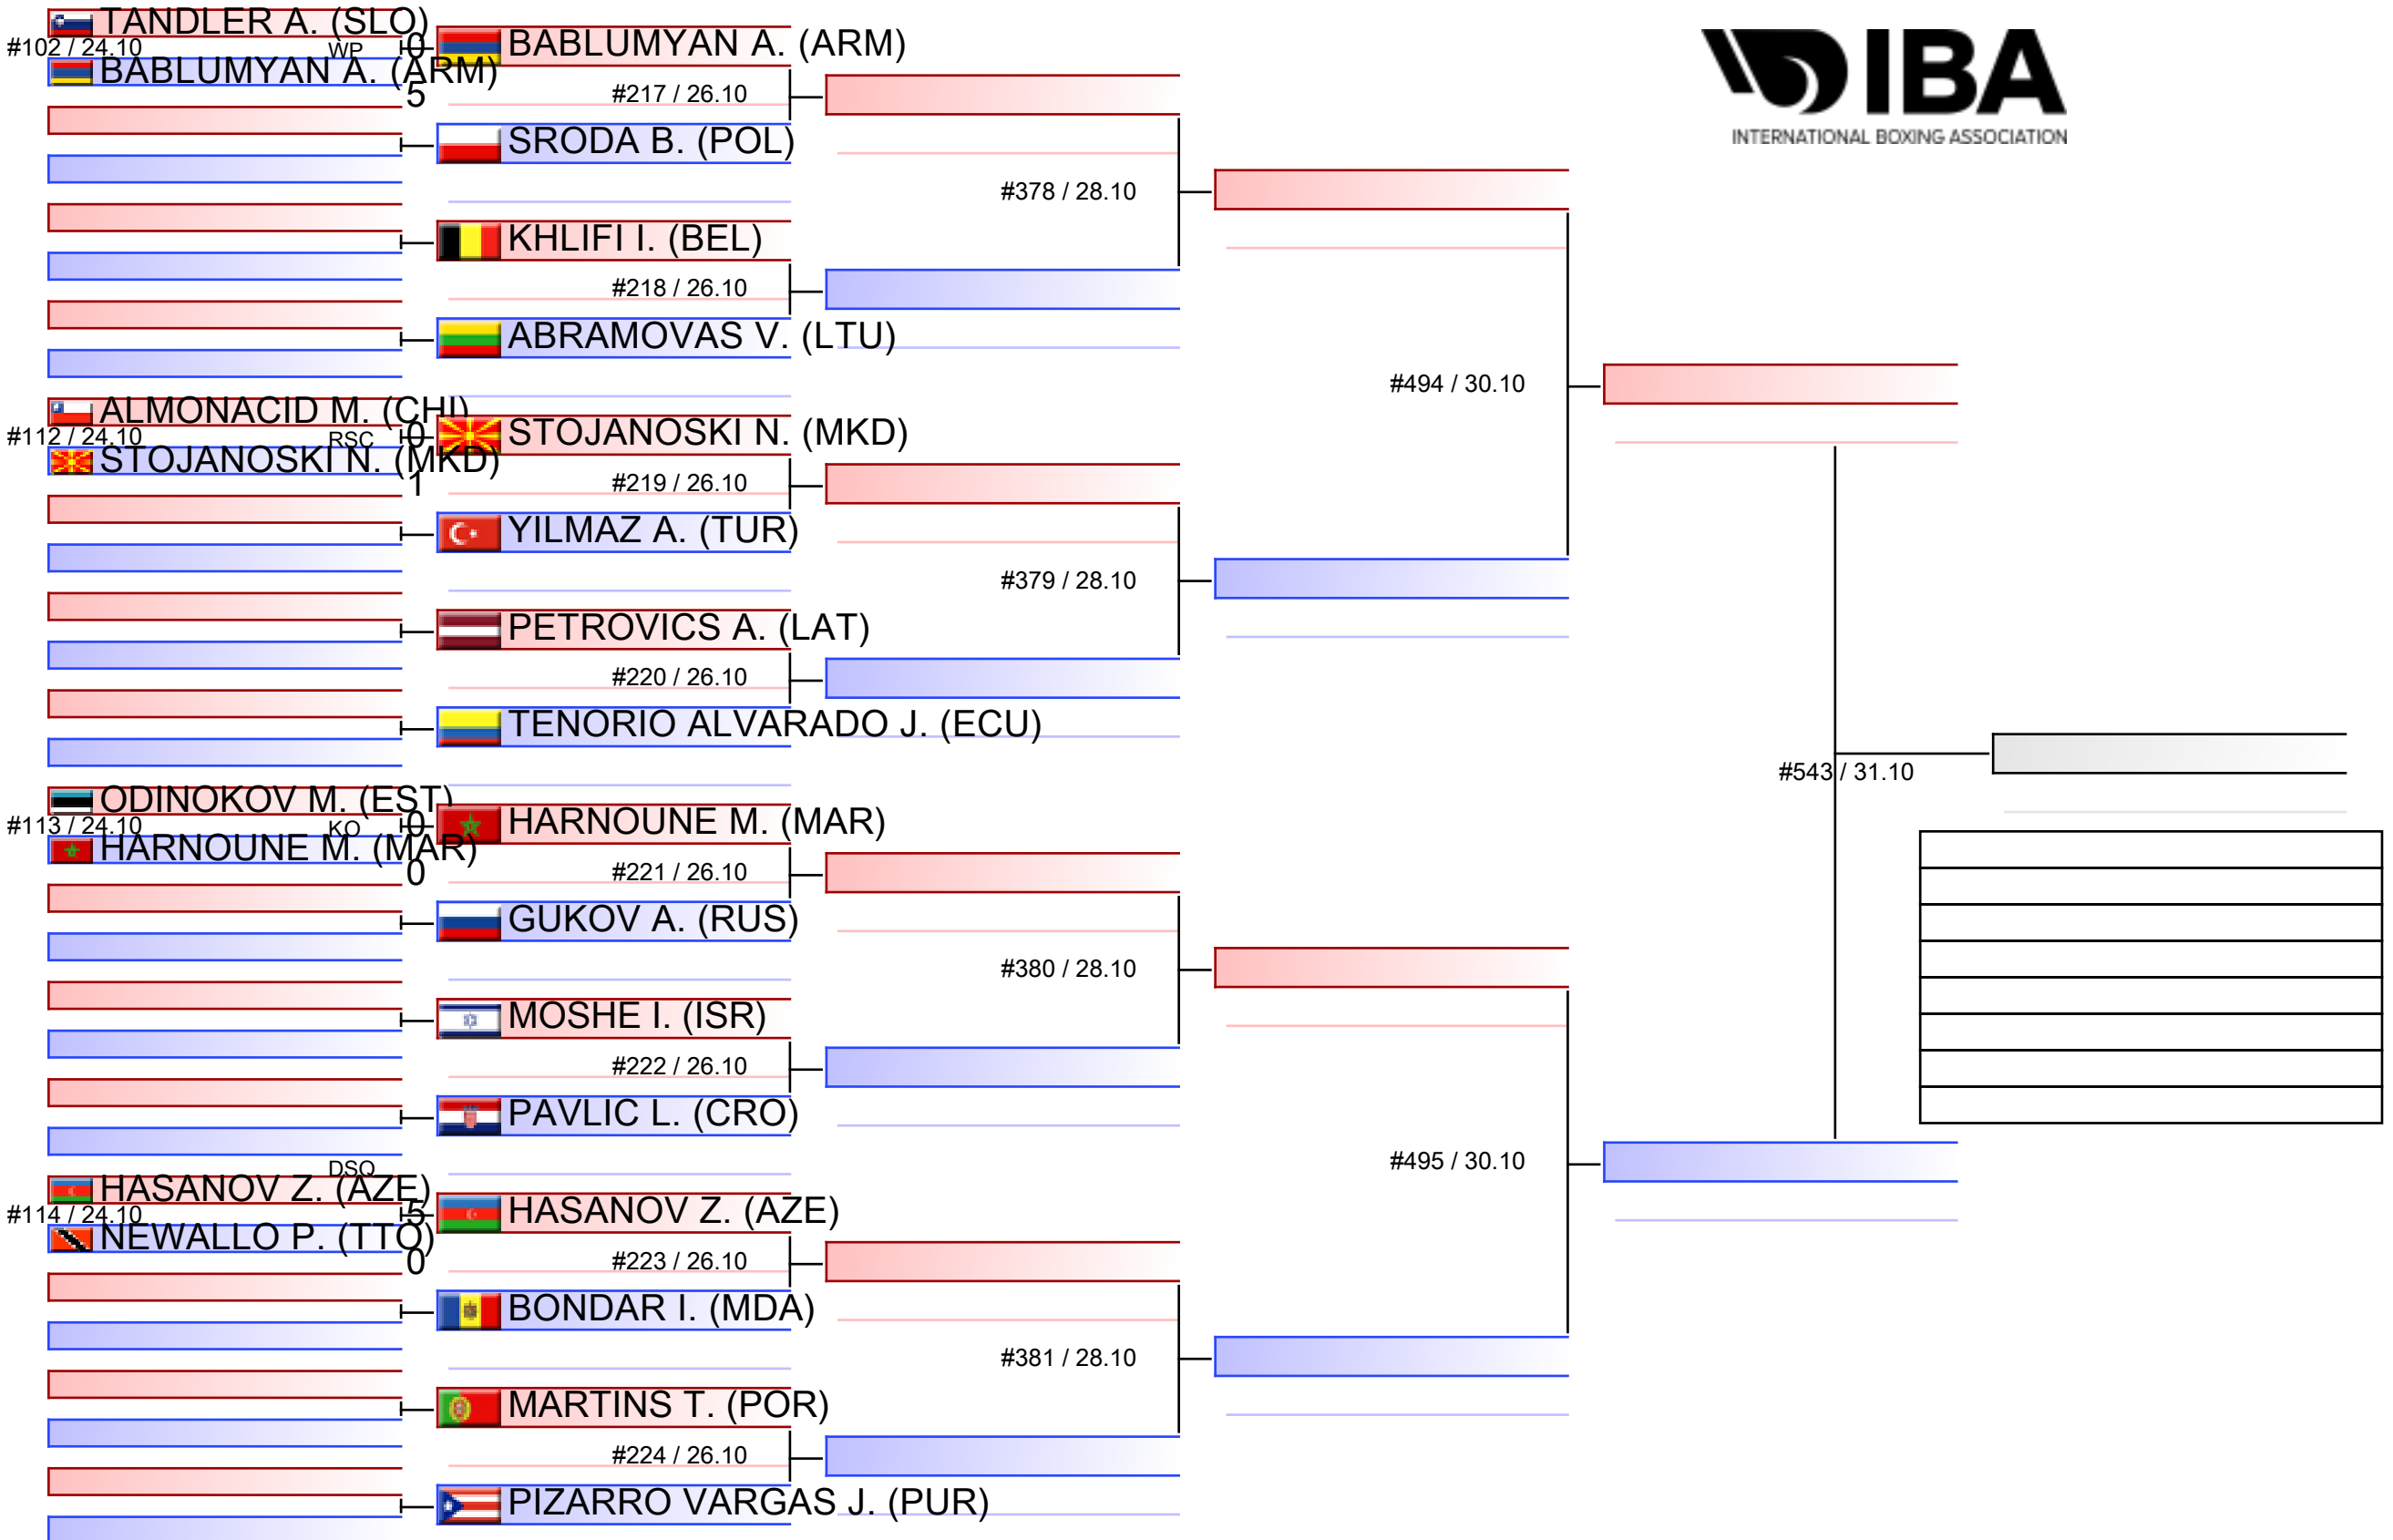 TANDLER A. (SLO)
#102 / 24.10
WP
0
BABLUMYAN A. (ARM)
5
BABLUMYAN A. (ARM)
#217 / 26.10
SRODA B. (POL)
KHLIFI I. (BEL)
#218 / 26.10
ABRAMOVAS V. (LTU)
#378 / 28.10
ALMONACID M. (CHI)
#112 / 24.10
RSC
0
STOJANOSKI N. (MKD)
1
STOJANOSKI N. (MKD)
#219 / 26.10
YILMAZ A. (TUR)
PETROVICS A. (LAT)
#220 / 26.10
TENORIO ALVARADO J. (ECU)
#379 / 28.10
#494 / 30.10
ODINOKOV M. (EST)
#113 / 24.10
KO
0
HARNOUNE M. (MAR)
0
HARNOUNE M. (MAR)
#221 / 26.10
GUKOV A. (RUS)
MOSHE I. (ISR)
#222 / 26.10
PAVLIC L. (CRO)
#380 / 28.10
DSQ
HASANOV Z. (AZE)
#114 / 24.10
5
NEWALLO P. (TTO)
0
HASANOV Z. (AZE)
#223 / 26.10
BONDAR I. (MDA)
MARTINS T. (POR)
#224 / 26.10
PIZARRO VARGAS J. (PUR)
#381 / 28.10
#495 / 30.10
#543 / 31.10
IBA
INTERNATIONAL BOXING ASSOCIATION